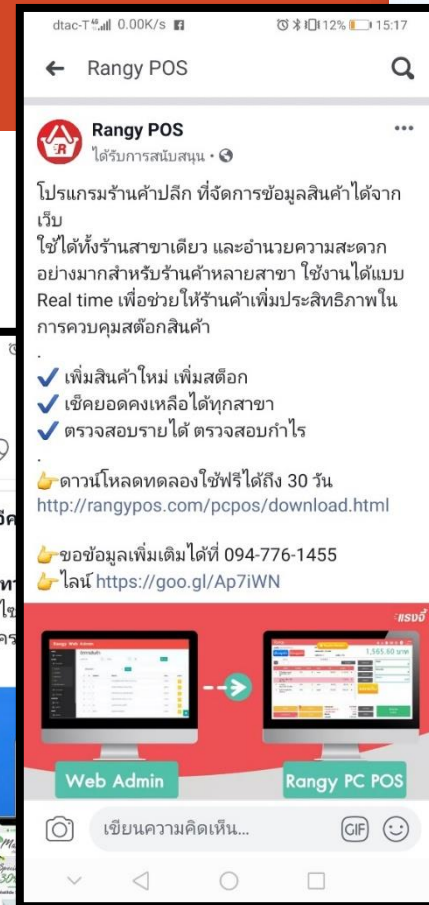 dtac-T 0.00K/s 12% 15:17
Rangy POS
Rangy POS
ได้รับการสนับสนุน
โปรแกรมร้านค้าปลีก ที่จัดการข้อมูลสินค้าได้จาก
เว็บ
ใช้ได้ทั้งร้านสาขาเดียว และอำนวยความสะดวก
อย่างมากสำหรับร้านค้าหลายสาขา ใช้งานได้แบบ
Real time เพื่อช่วยให้ร้านค้าเพิ่มประสิทธิภาพใน
การควบคุมสต๊อกสินค้า
.
✓ เพิ่มสินค้าใหม่ เพิ่มสต็อก
✓ เช็คยอดคงเหลือได้ทุกสาขา
✓ ตรวจสอบรายได้ ตรวจสอบกำไร
.
👉ดาวน์โหลดทดลองใช้ฟรีได้ถึง 30 วัน
http://rangypos.com/pcpos/download.html
👉ขอข้อมูลเพิ่มเติมได้ที่ 094-776-1455
👉ไลน์ https://goo.gl/Ap7iWN
แรงจี้
1,565.60 บาท
Web Admin
Rangy PC POS
เขียนความคิดเห็น...
GIF